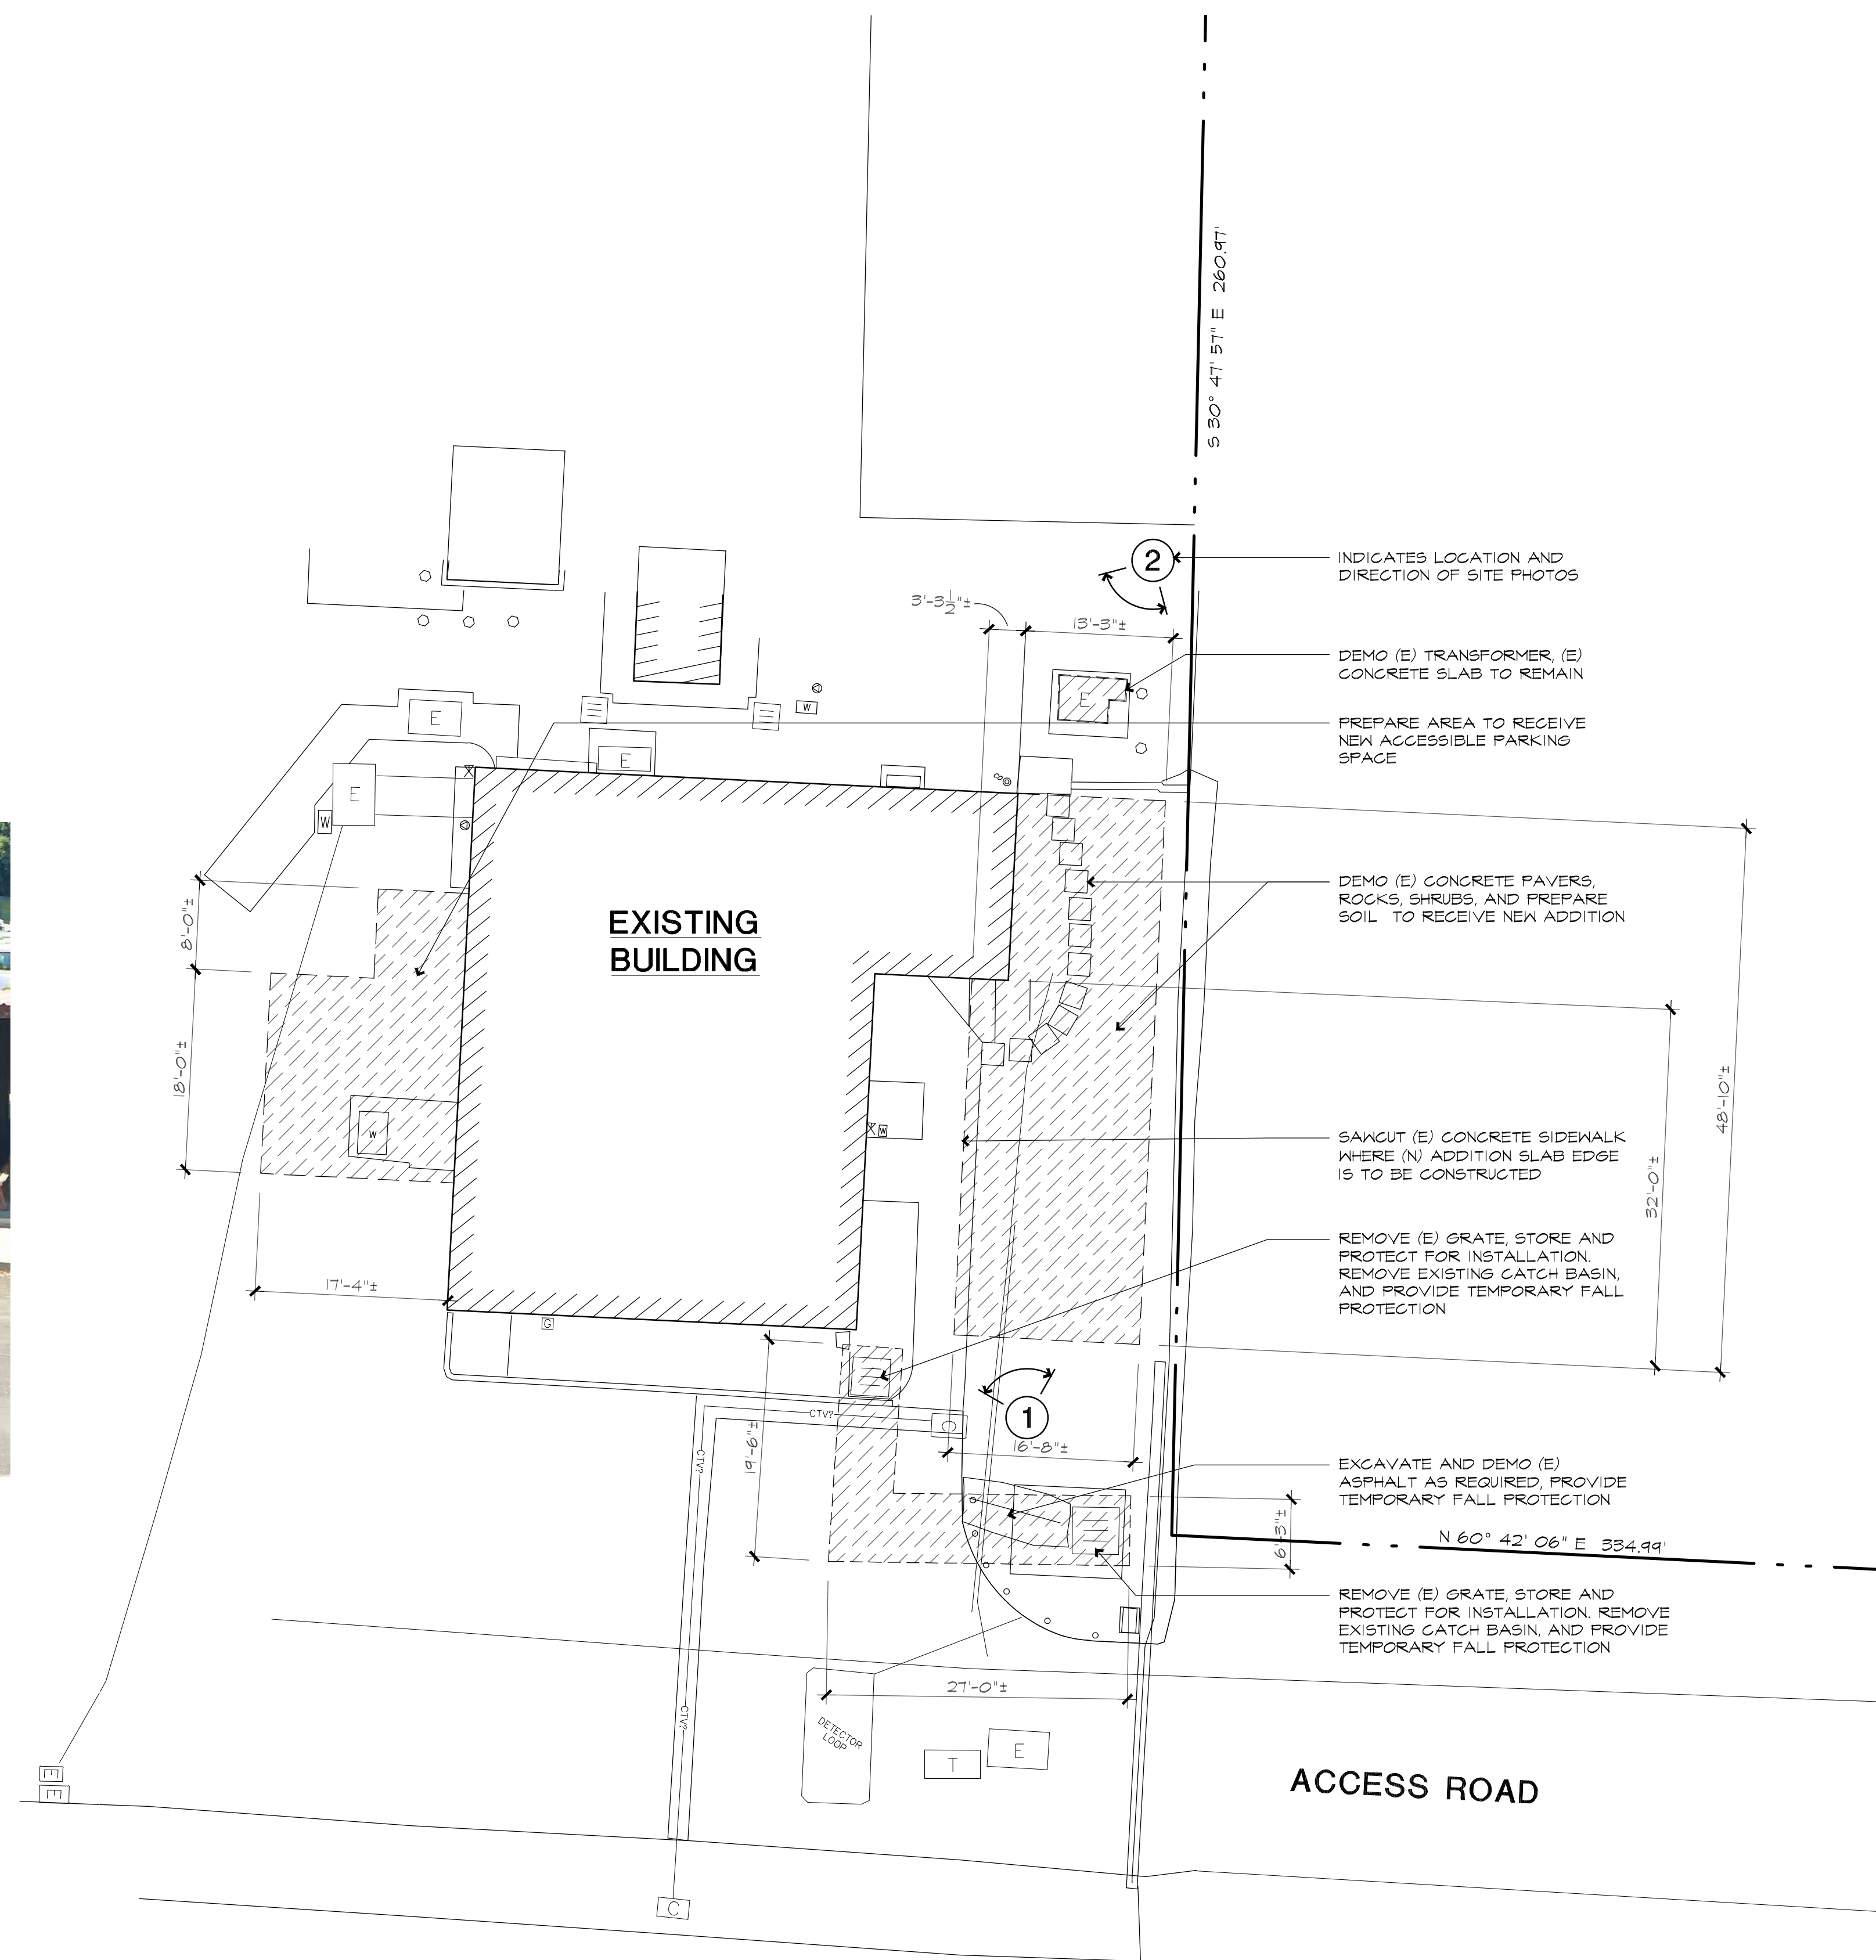 S 30° 47' 57" E 260.97'
2
INDICATES LOCATION AND
DIRECTION OF SITE PHOTOS
3'-3 1/2"±
13'-3"±
DEMO (E) TRANSFORMER, (E)
CONCRETE SLAB TO REMAIN
E
E
W
E
PREPARE AREA TO RECEIVE
NEW ACCESSIBLE PARKING
SPACE
E
W
8'-0"±
EXISTING
BUILDING
DEMO (E) CONCRETE PAVERS,
ROCKS, SHRUBS, AND PREPARE
SOIL TO RECEIVE NEW ADDITION
18'-0"±
48'-10"±
W
W
SAWCUT (E) CONCRETE SIDEWALK
WHERE (N) ADDITION SLAB EDGE
IS TO BE CONSTRUCTED
32'-0"±
REMOVE (E) GRATE, STORE AND
PROTECT FOR INSTALLATION.
REMOVE EXISTING CATCH BASIN,
AND PROVIDE TEMPORARY FALL
PROTECTION
17'-4"±
G
1
CTV?
C
16'-8"±
19'-6"±
CTV?
EXCAVATE AND DEMO (E)
ASPHALT AS REQUIRED, PROVIDE
TEMPORARY FALL PROTECTION
6'-3"±
N 60° 42' 06" E 334.99'
REMOVE (E) GRATE, STORE AND
PROTECT FOR INSTALLATION. REMOVE
EXISTING CATCH BASIN, AND PROVIDE
TEMPORARY FALL PROTECTION
27'-0"±
CTV?
DETECTOR
LOOP
T
E
E
E
ACCESS ROAD
C